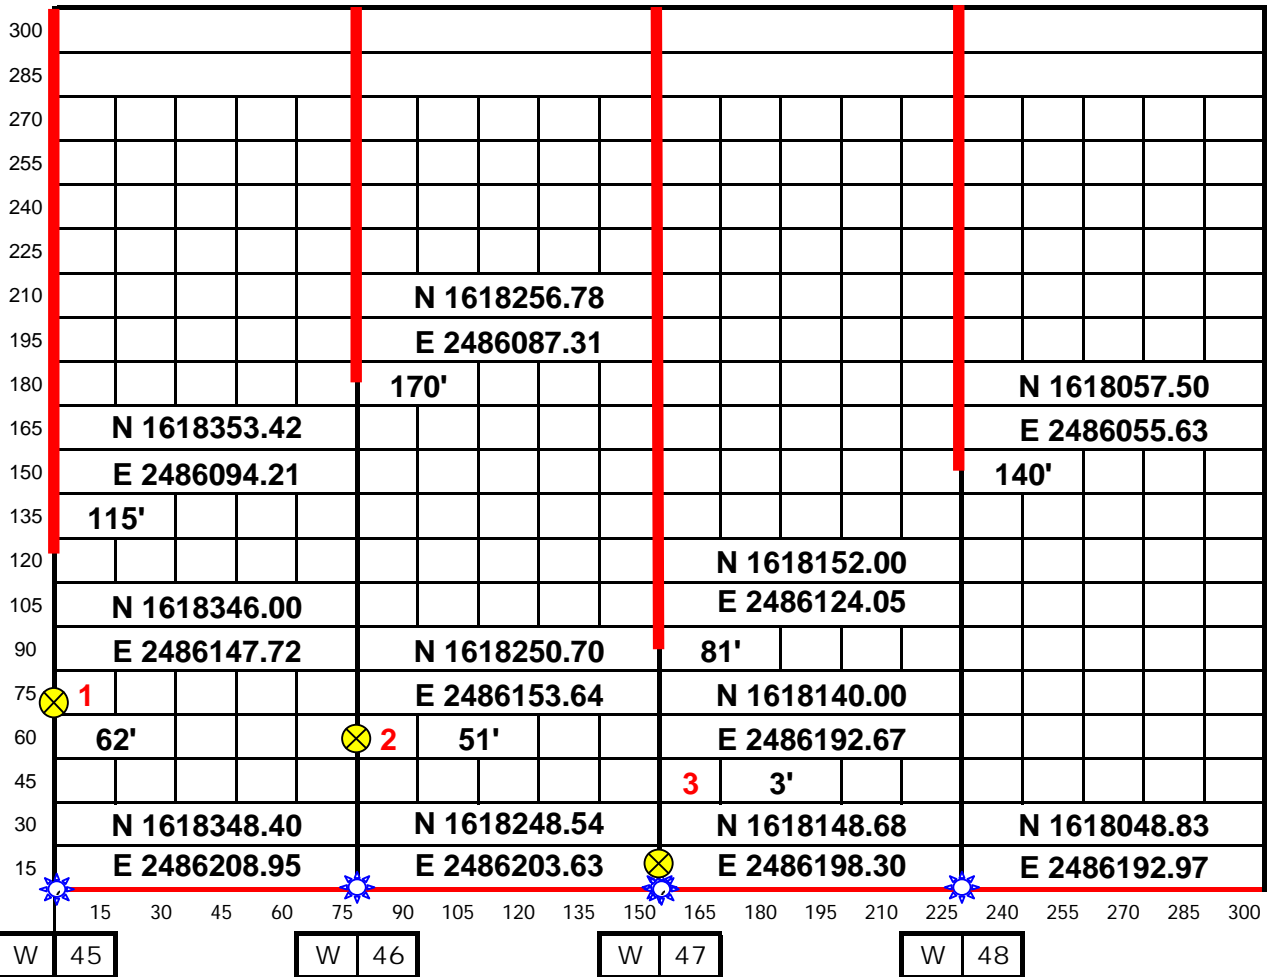 300
285
270
255
240
225
210 N 1618256.78
195 E 2486087.31
180 170' N 1618057.50
165 N 1618353.42 E 2486055.63
150 E 2486094.21 140'
135 115'
120 N 1618152.00
105 N 1618346.00 E 2486124.05
90 E 2486147.72 N 1618250.70 81'
75 1 E 2486153.64 N 1618140.00
60 62' 2 51' E 2486192.67
45 3 3'
30 N 1618348.40 N 1618248.54 N 1618148.68 N 1618048.83
15 E 2486208.95 E 2486203.63 E 2486198.30 E 2486192.97
15 30 45 60 75 90 105 120 135 150 165 180 195 210 225 240 255 270 285 300
W 45 W 46 W 47 W 48